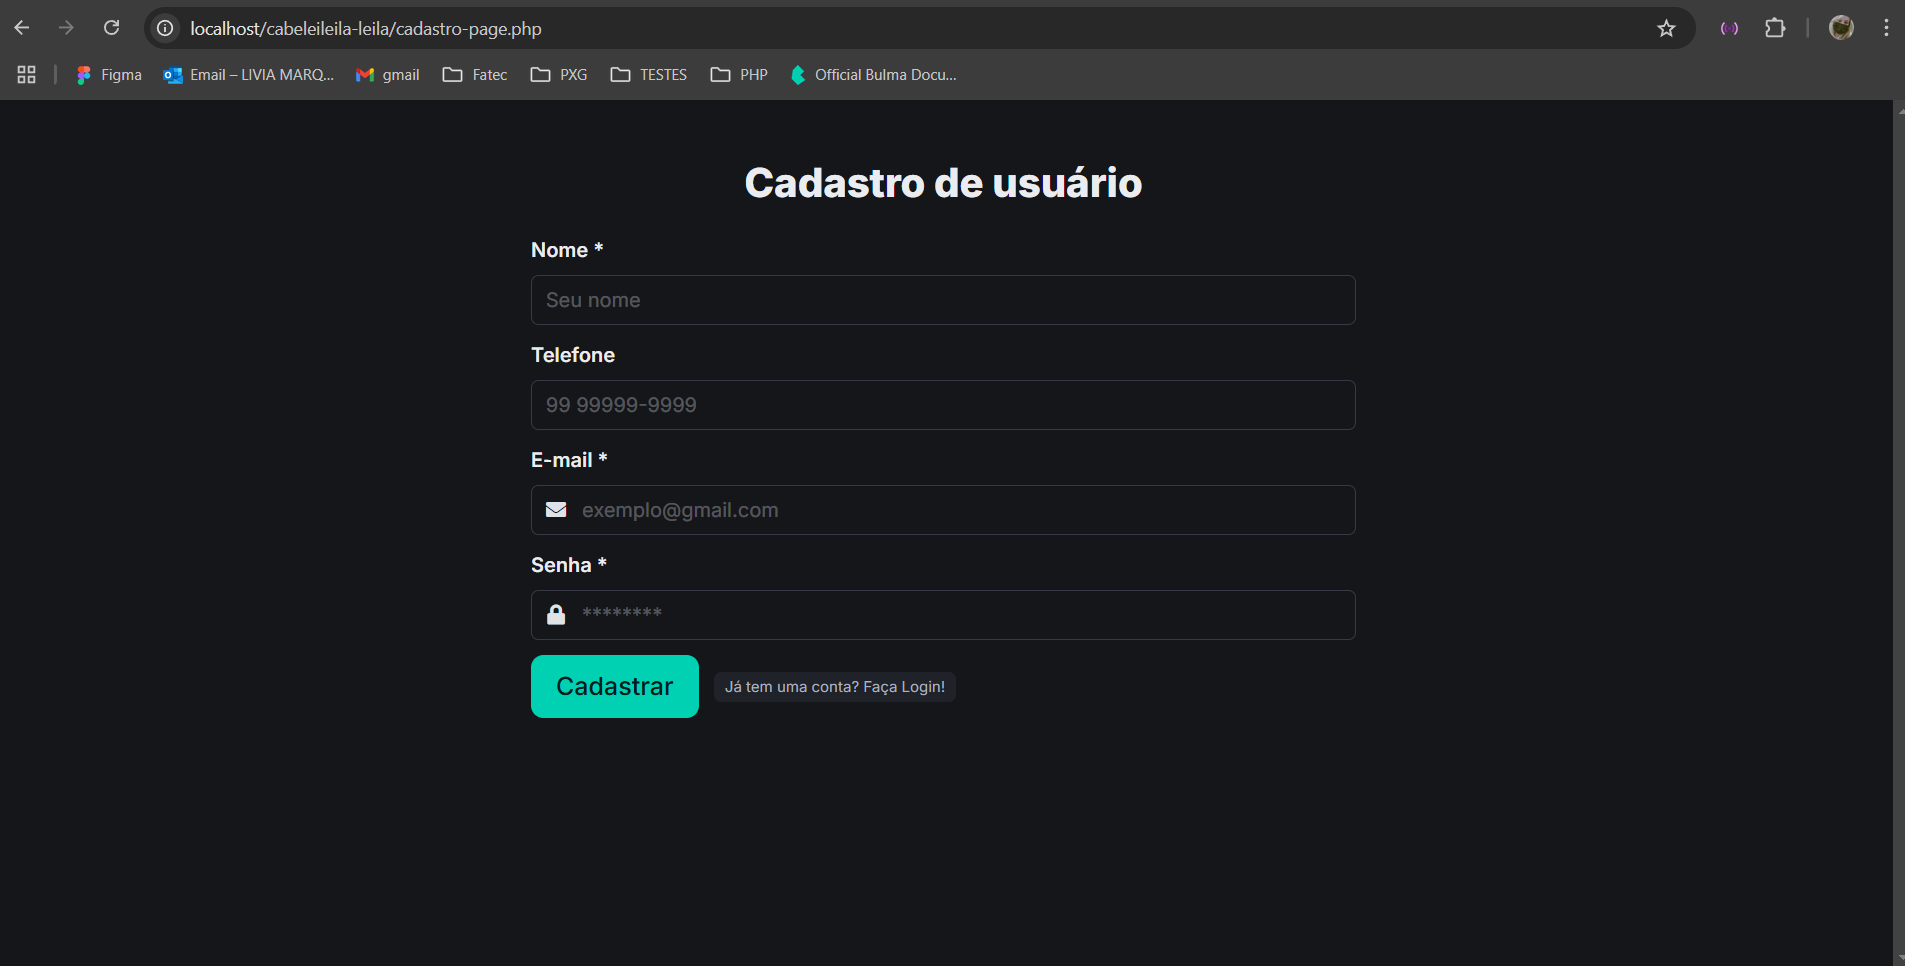 localhost/cabeleileila-leila/cadastro-page.php
Figma
Email – LIVIA MARQ...
gmail
Fatec
PXG
TESTES
PHP
Official Bulma Docu...
Cadastro de usuário
Nome *
Seu nome
Telefone
99 99999-9999
E-mail *
exemplo@gmail.com
Senha *
********
Cadastrar
Já tem uma conta? Faça Login!